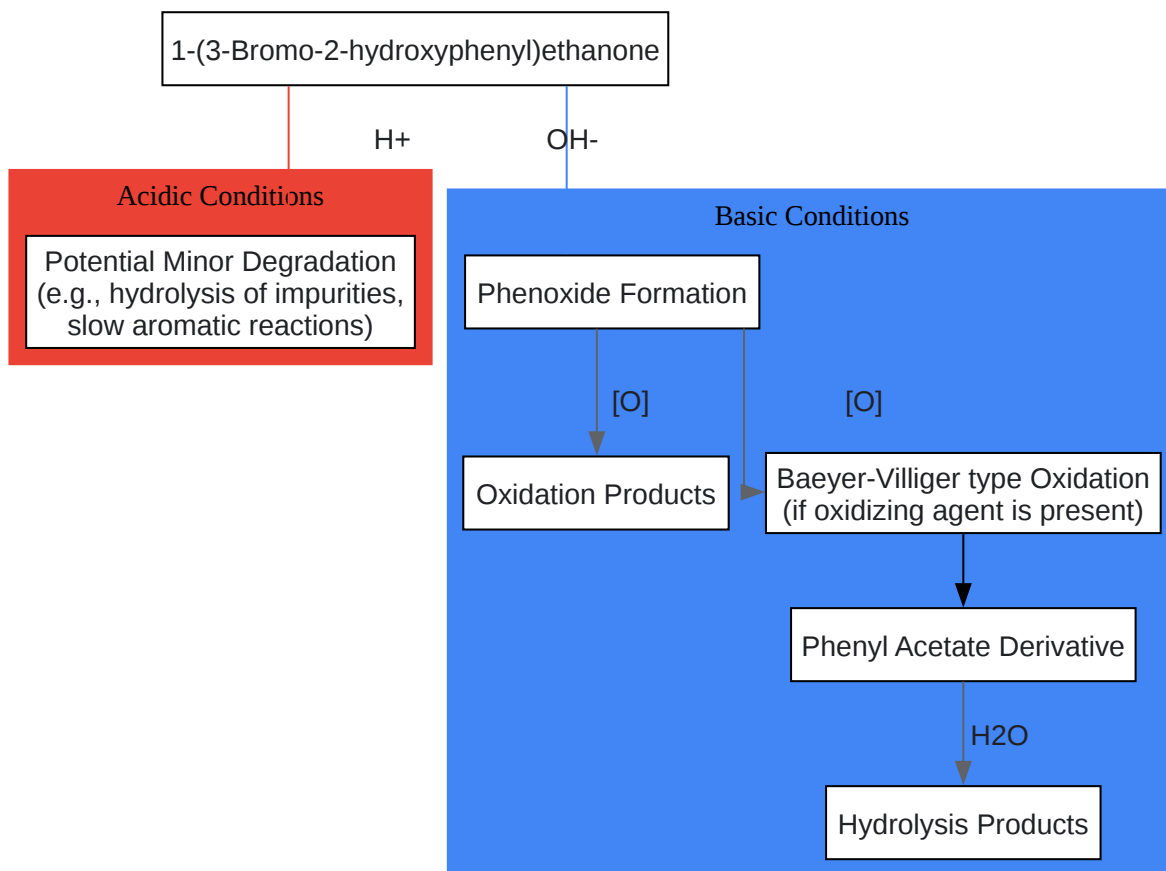 1-(3-Bromo-2-hydroxyphenyl)ethanone
H+
OH-
Acidic Conditions
Potential Minor Degradation
(e.g., hydrolysis of impurities,
slow aromatic reactions)
Basic Conditions
Phenoxide Formation
[O]
[O]
Oxidation Products
Baeyer-Villiger type Oxidation
(if oxidizing agent is present)
Phenyl Acetate Derivative
H2O
Hydrolysis Products